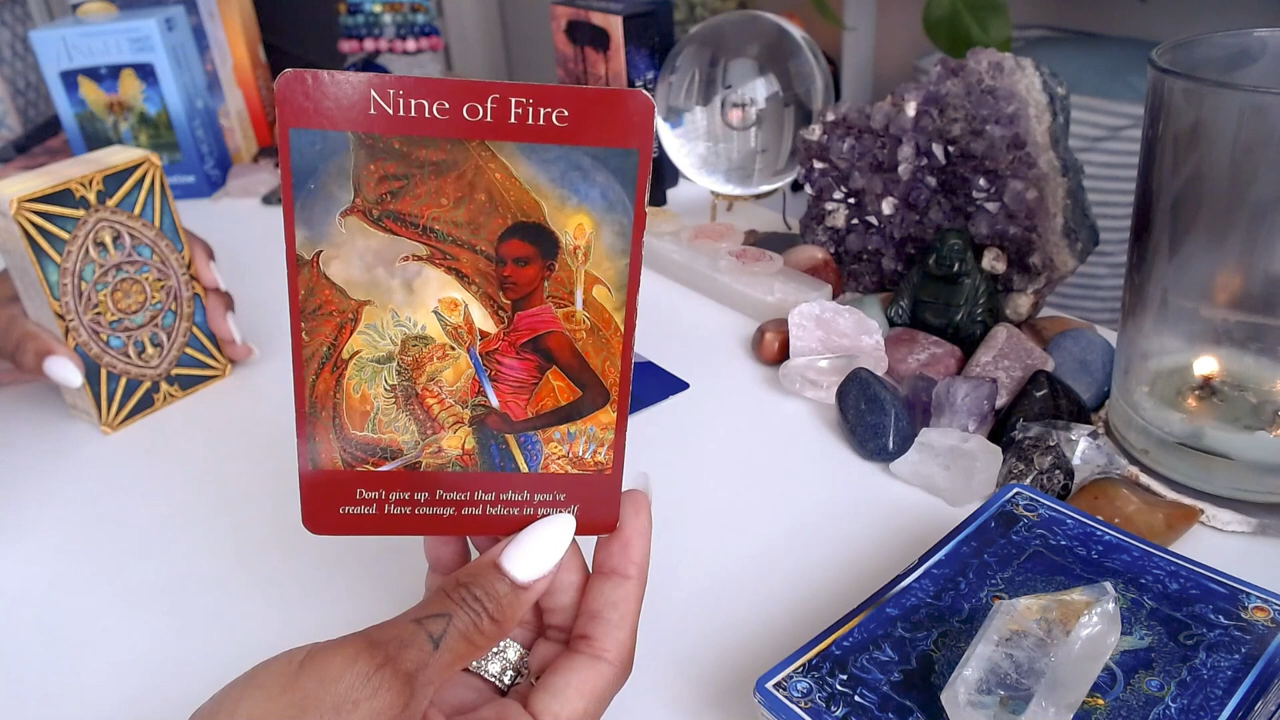 Nine of Fire
Don't give up. Protect that which you've
created. Have courage, and believe in yourself.